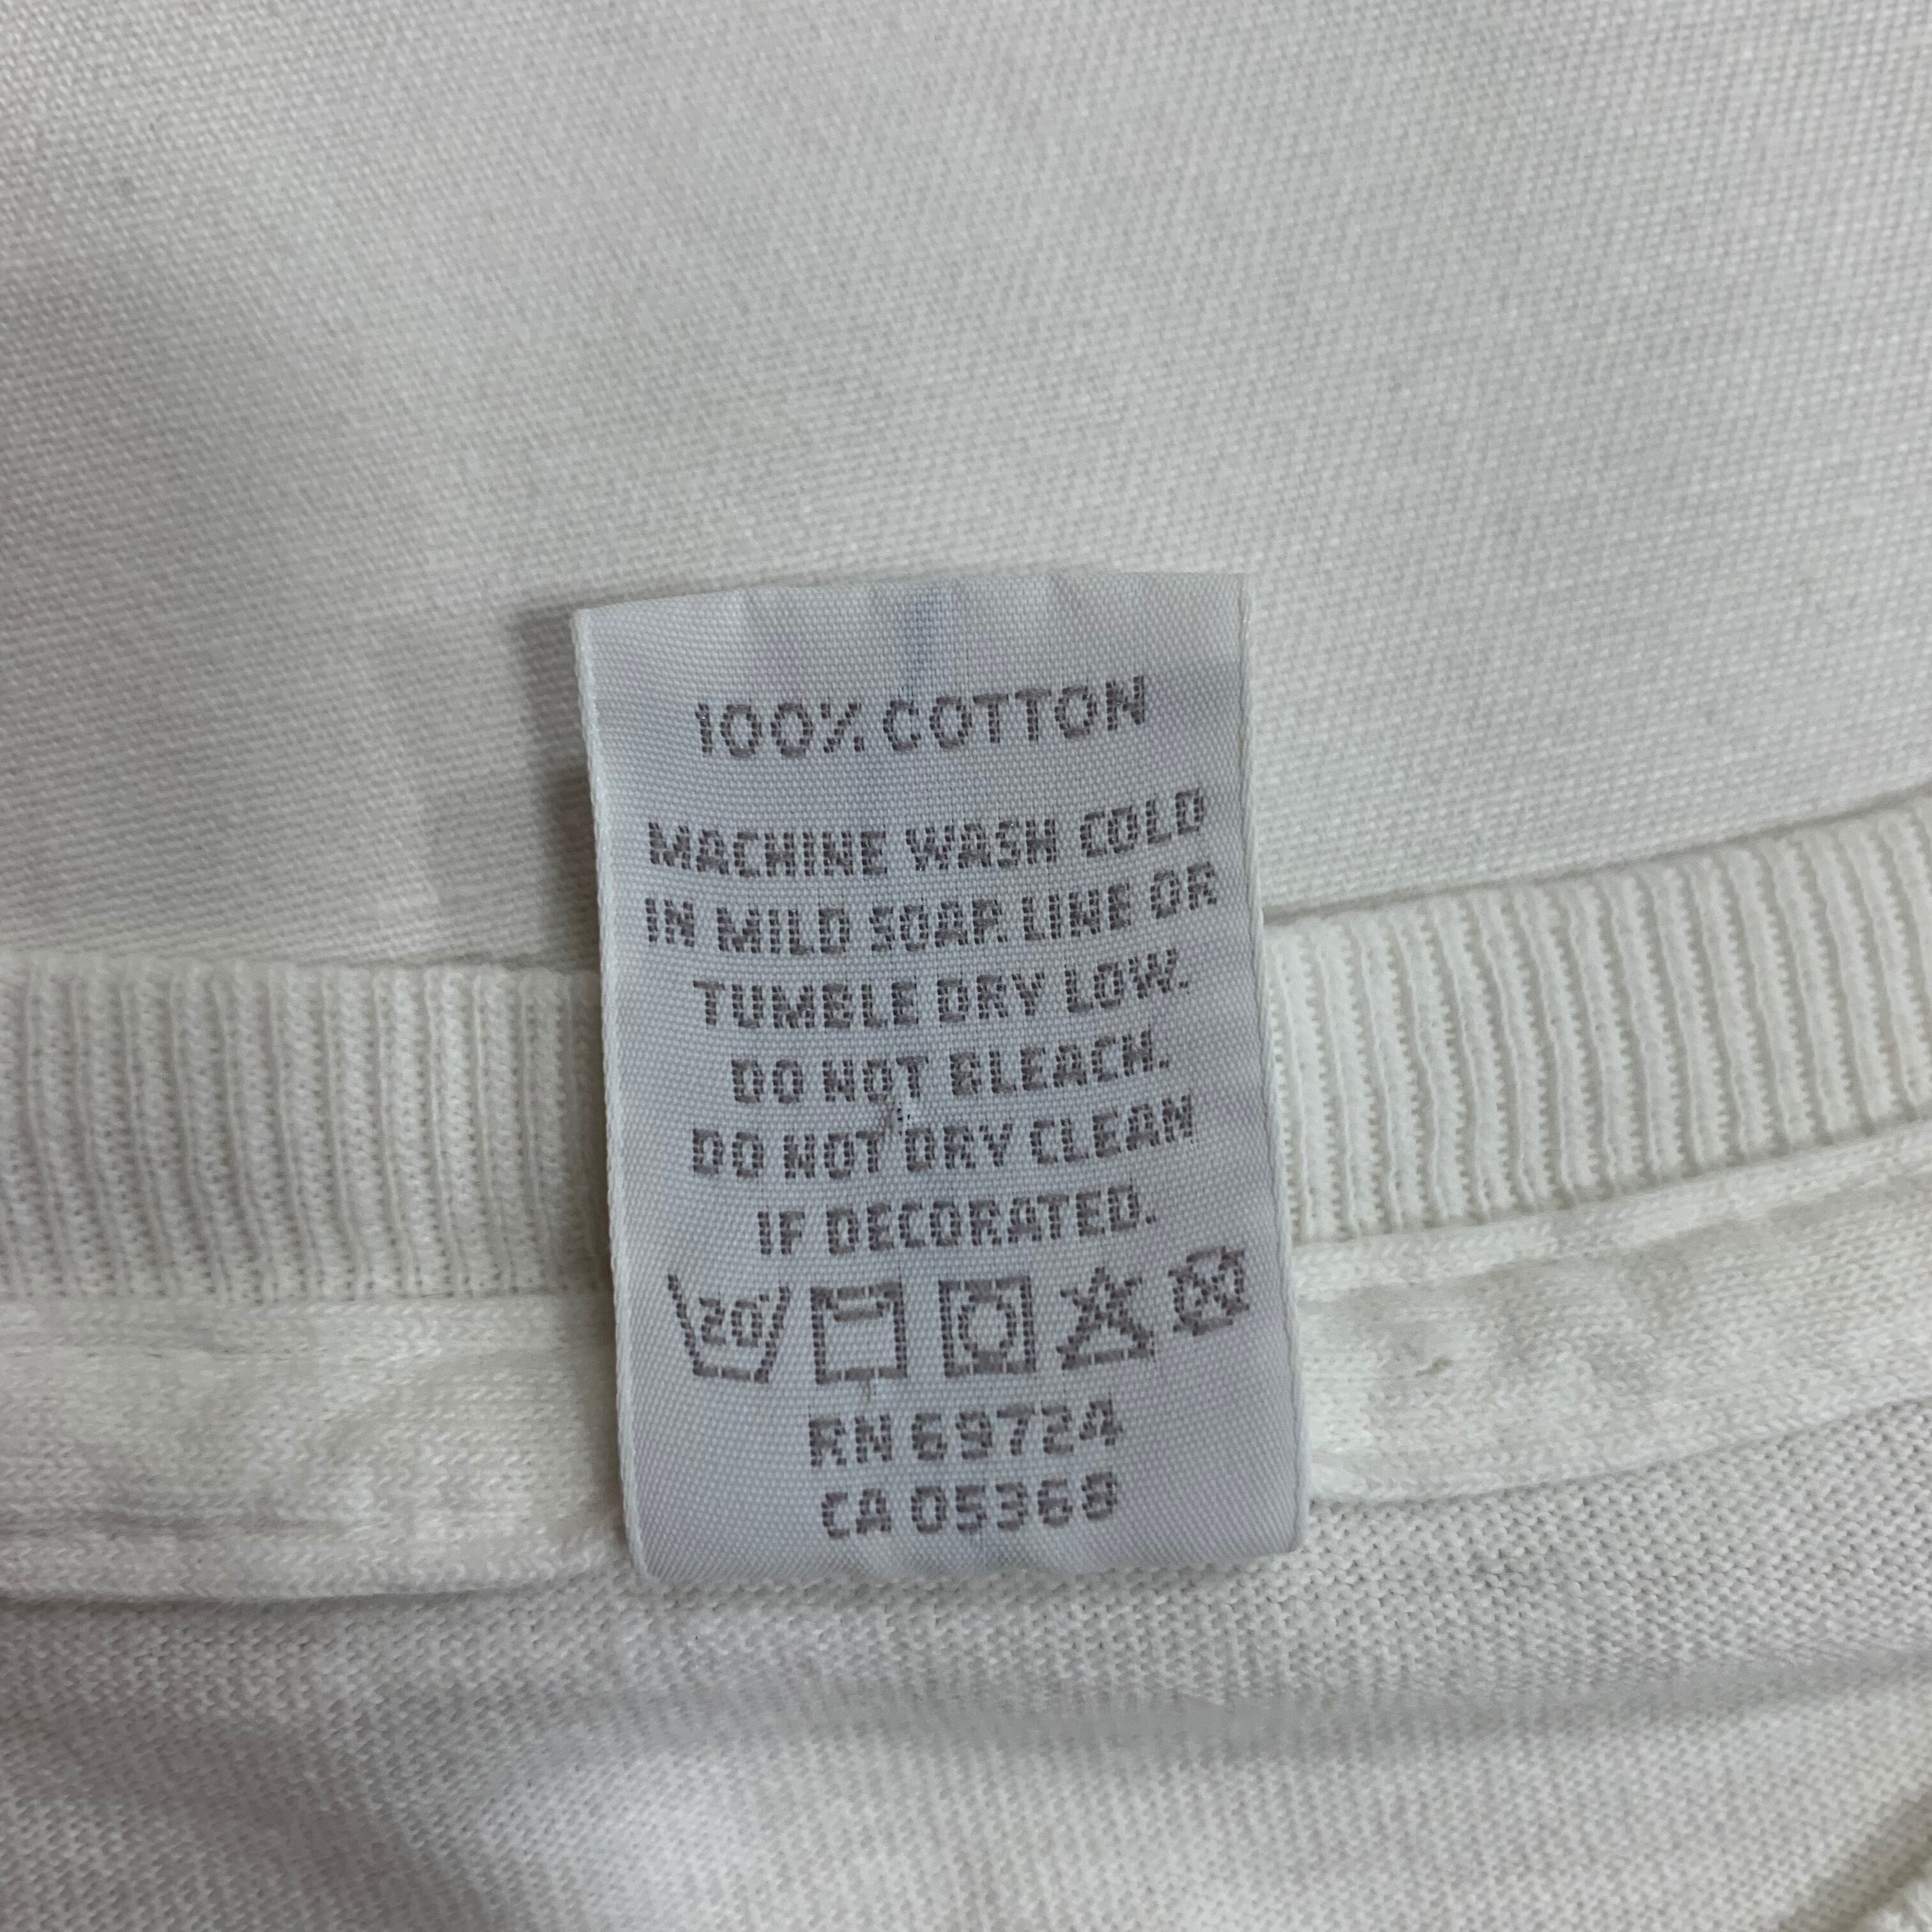 100% COTTON
MACHINE WASH COLD
IN MILD SOAP. LINE OR
TUMBLE DRY LOW.
DO NOT BLEACH.
DO NOT DRY CLEAN
IF DECORATED.
20°
RN 69724
CA 05368